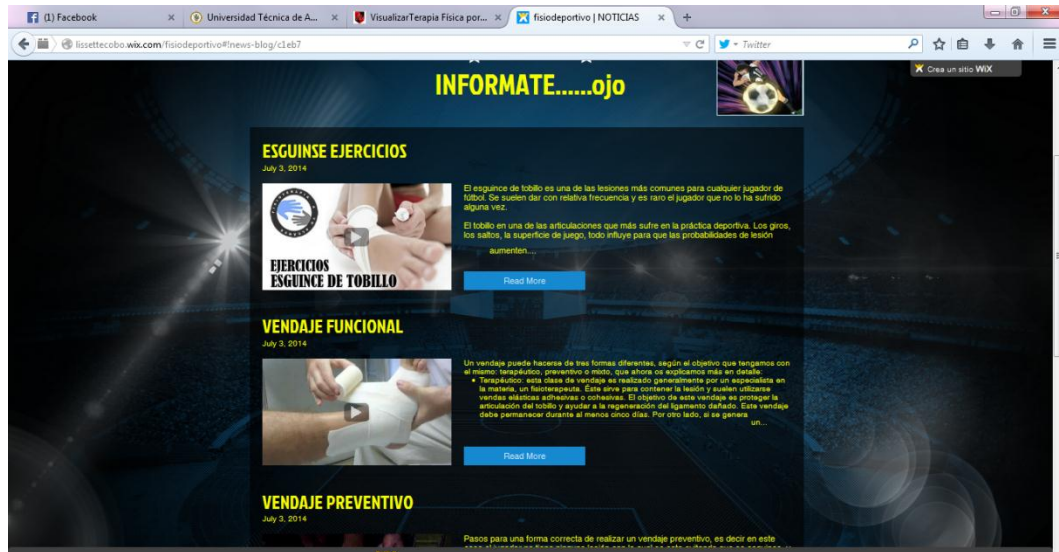 (1) Facebook
Universidad Técnica de A...
VisualizarTerapia Física por...
fisiodeportivo | NOTICIAS
lissettecobo.wix.com/fisiodeportivo#!news-blog/c1eb7
Twitter
Crea un sitio WiX
INFORMATE......ojo
ESGUINSE EJERCICIOS
July 3, 2014
EJERCICIOS
ESGUINCE DE TOBILLO
El esguince de tobillo es una de las lesiones más comunes para cualquier jugador de
fútbol. Se suelen dar con relativa frecuencia y es raro el jugador que no lo ha sufrido
alguna vez.
El tobillo en una de las articulaciones que más sufre en la práctica deportiva. Los giros,
los saltos, la superficie de juego, todo influye para que las probabilidades de lesión
aumenten....
Read More
VENDAJE FUNCIONAL
July 3, 2014
Un vendaje puede hacerse de tres formas diferentes, según el objetivo que tengamos con
el mismo: terapéutico, preventivo o mixto, que ahora os explicamos más en detalle:
Terapéutico: esta clase de vendaje es realizado generalmente por un especialista en
la materia, un fisioterapeuta. Éste sirve para contener la lesión y suelen utilizarse
vendas elásticas adhesivas o cohesivas. El objetivo de este vendaje es proteger la
articulación del tobillo y ayudar a la regeneración del ligamento dañado. Este vendaje
debe permanecer durante al menos cinco días. Por otro lado, si se genera
un...
Read More
VENDAJE PREVENTIVO
July 3, 2014
Pasos para una forma correcta de realizar un vendaje preventivo, es decir en este